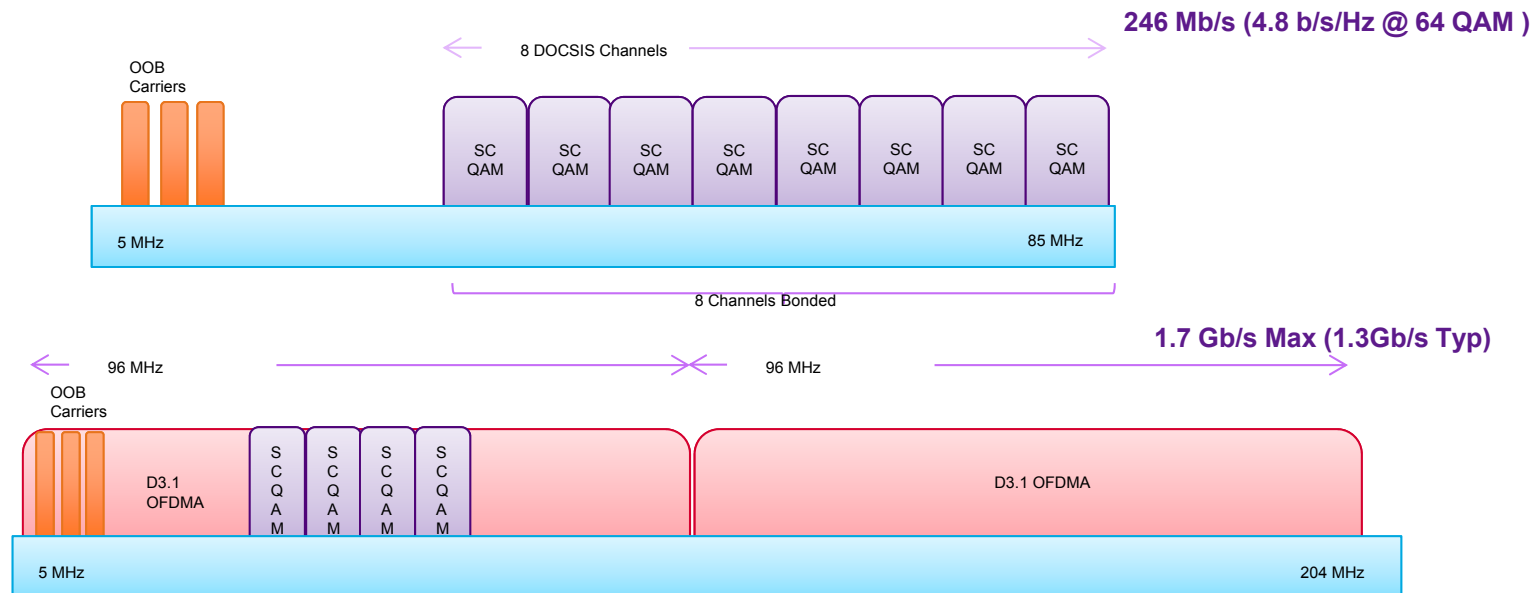 246 Mb/s (4.8 b/s/Hz @ 64 QAM )
8 DOCSIS Channels
OOB
Carriers
SC
QAM
SC
QAM
SC
QAM
SC
QAM
SC
QAM
SC
QAM
SC
QAM
SC
QAM
5 MHz
85 MHz
8 Channels Bonded
1.7 Gb/s Max (1.3Gb/s Typ)
96 MHz
96 MHz
OOB
Carriers
D3.1
OFDMA
S
C
Q
A
M
S
C
Q
A
M
S
C
Q
A
M
S
C
Q
A
M
D3.1 OFDMA
5 MHz
204 MHz